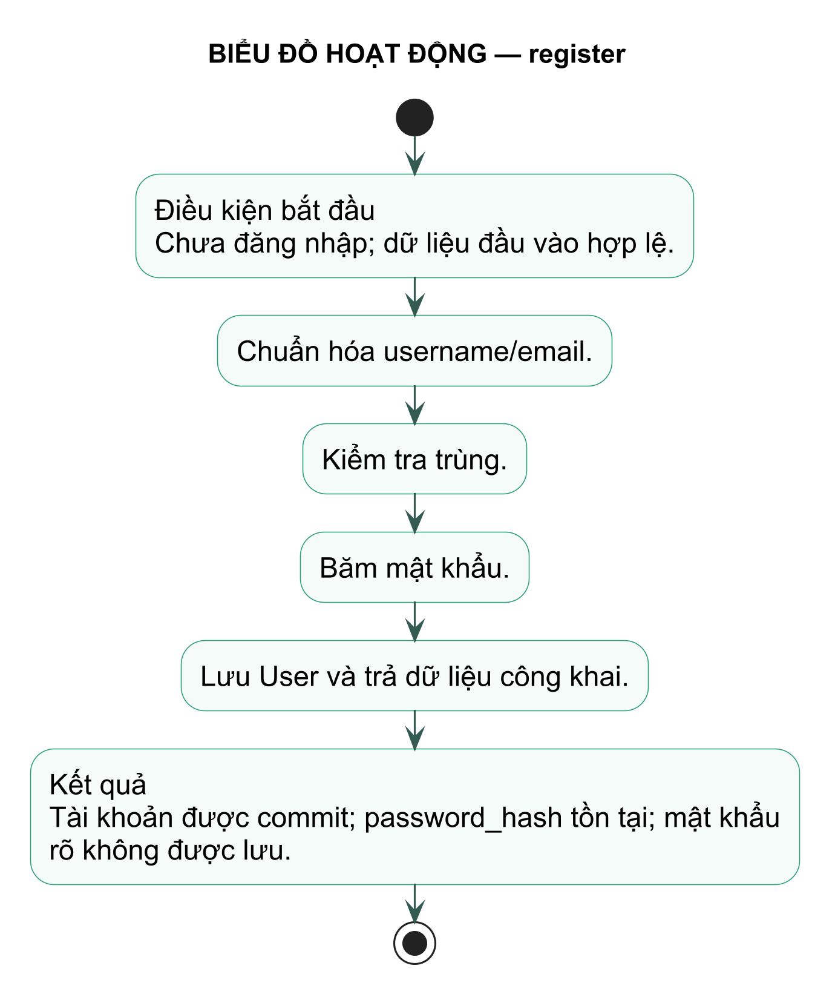 BIỂU ĐỒ HOẠT ĐỘNG — register
Điều kiện bắt đầu
Chưa đăng nhập; dữ liệu đầu vào hợp lệ.
Chuẩn hóa username/email.
Kiểm tra trùng.
Băm mật khẩu.
Lưu User và trả dữ liệu công khai.
Kết quả
Tài khoản được commit; password_hash tồn tại; mật khẩu
rõ không được lưu.